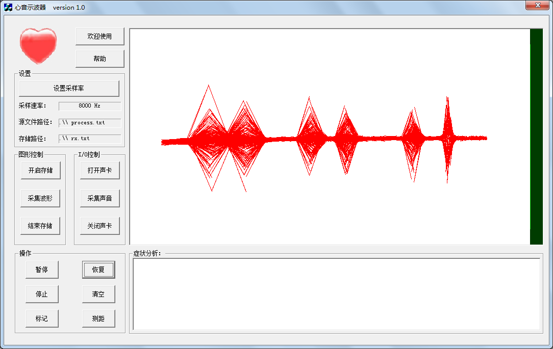 心音示波器 version 1.0
欢迎使用
帮助
设置
设置采样率
采样速率: 8000 Hz
源文件路径: \\ process.txt
存储路径: \\ rx.txt
图形控制
I/O控制
开启存储
打开声卡
采集波形
采集声音
结束存储
关闭声卡
操作
暂停
恢复
停止
清空
标记
测距
症状分析: